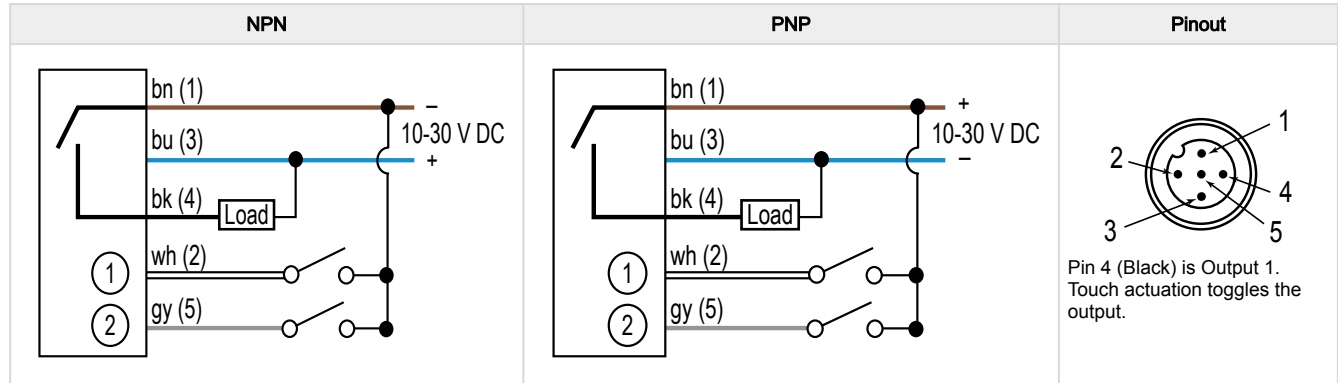 NPN
PNP
Pinout
bn (1)
–
10-30 V DC
bu (3)
+
bk (4)
Load
wh (2)
1
gy (5)
2
bn (1)
+
10-30 V DC
bu (3)
–
bk (4)
Load
wh (2)
1
gy (5)
2
1
2
4
3
5
Pin 4 (Black) is Output 1.
Touch actuation toggles the
output.